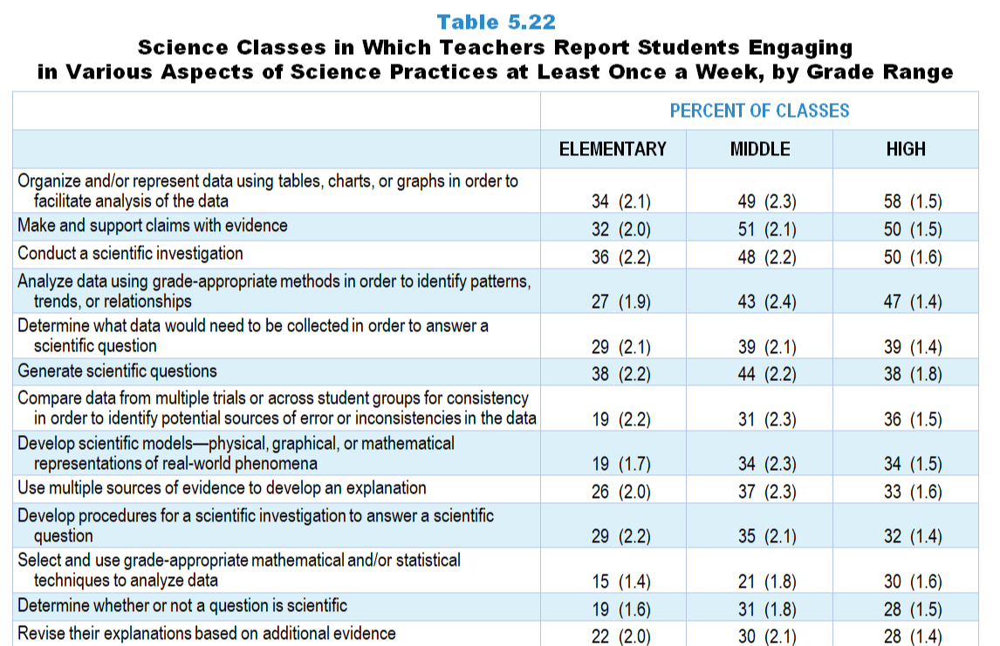 Table 5.22
Science Classes in Which Teachers Report Students Engaging
in Various Aspects of Science Practices at Least Once a Week, by Grade Range
PERCENT OF CLASSES
ELEMENTARY MIDDLE HIGH
Organize and/or represent data using tables, charts, or graphs in order to
facilitate analysis of the data 34 (2.1) 49 (2.3) 58 (1.5)
Make and support claims with evidence 32 (2.0) 51 (2.1) 50 (1.5)
Conduct a scientific investigation 36 (2.2) 48 (2.2) 50 (1.6)
Analyze data using grade-appropriate methods in order to identify patterns,
trends, or relationships 27 (1.9) 43 (2.4) 47 (1.4)
Determine what data would need to be collected in order to answer a
scientific question 29 (2.1) 39 (2.1) 39 (1.4)
Generate scientific questions 38 (2.2) 44 (2.2) 38 (1.8)
Compare data from multiple trials or across student groups for consistency
in order to identify potential sources of error or inconsistencies in the data 19 (2.2) 31 (2.3) 36 (1.5)
Develop scientific models—physical, graphical, or mathematical
representations of real-world phenomena 19 (1.7) 34 (2.3) 34 (1.5)
Use multiple sources of evidence to develop an explanation 26 (2.0) 37 (2.3) 33 (1.6)
Develop procedures for a scientific investigation to answer a scientific
question 29 (2.2) 35 (2.1) 32 (1.4)
Select and use grade-appropriate mathematical and/or statistical
techniques to analyze data 15 (1.4) 21 (1.8) 30 (1.6)
Determine whether or not a question is scientific 19 (1.6) 31 (1.8) 28 (1.5)
Revise their explanations based on additional evidence 22 (2.0) 30 (2.1) 28 (1.4)